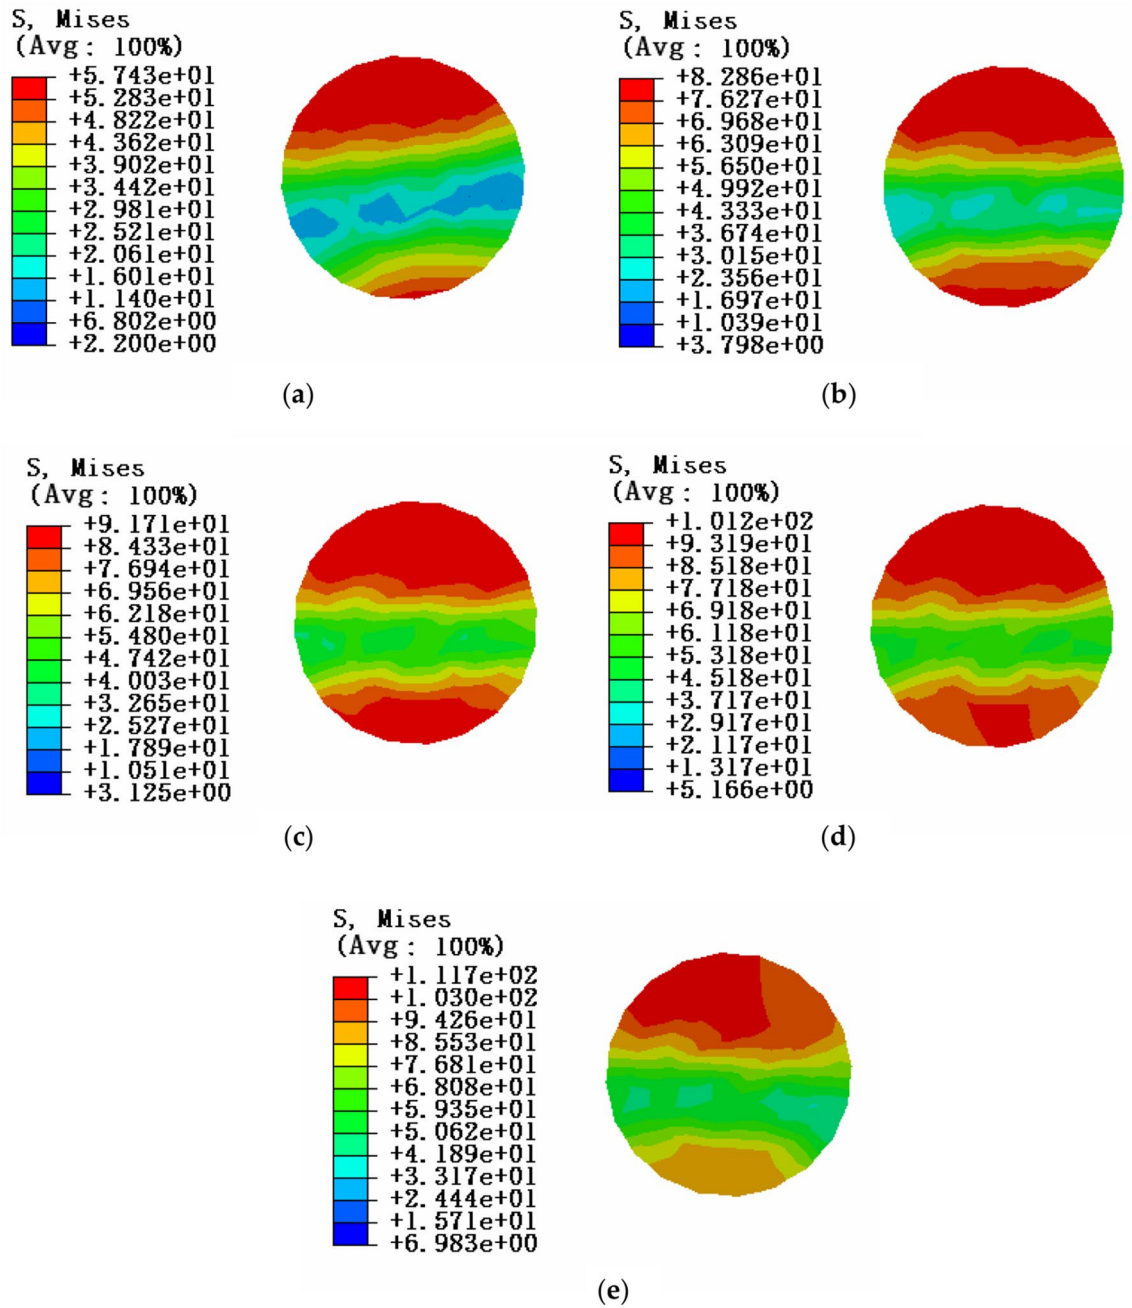 S, Mises
(Avg: 100%)
+5.743e+01
+5.283e+01
+4.822e+01
+4.362e+01
+3.902e+01
+3.442e+01
+2.981e+01
+2.521e+01
+2.061e+01
+1.601e+01
+1.140e+01
+6.802e+00
+2.200e+00
(a)
S, Mises
(Avg: 100%)
+8.286e+01
+7.627e+01
+6.968e+01
+6.309e+01
+5.650e+01
+4.992e+01
+4.333e+01
+3.674e+01
+3.015e+01
+2.356e+01
+1.697e+01
+1.039e+01
+3.798e+00
(b)
S, Mises
(Avg: 100%)
+9.171e+01
+8.433e+01
+7.694e+01
+6.956e+01
+6.218e+01
+5.480e+01
+4.742e+01
+4.003e+01
+3.265e+01
+2.527e+01
+1.789e+01
+1.051e+01
+3.125e+00
(c)
S, Mises
(Avg: 100%)
+1.012e+02
+9.319e+01
+8.518e+01
+7.718e+01
+6.918e+01
+6.118e+01
+5.318e+01
+4.518e+01
+3.717e+01
+2.917e+01
+2.117e+01
+1.317e+01
+5.166e+00
(d)
S, Mises
(Avg: 100%)
+1.117e+02
+1.030e+02
+9.426e+01
+8.553e+01
+7.681e+01
+6.808e+01
+5.935e+01
+5.062e+01
+4.189e+01
+3.317e+01
+2.444e+01
+1.571e+01
+6.983e+00
(e)